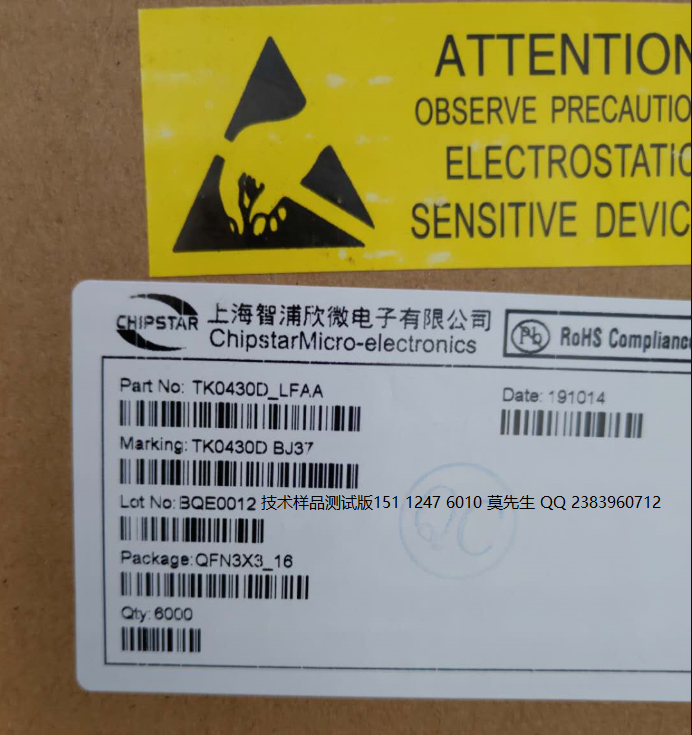 ATTENTION
OBSERVE PRECAUTIO
ELECTROSTATIC
SENSITIVE DEVIC
CHIPSTAR
上海智浦欣微电子有限公司
ChipstarMicro-electronics
Pb
RoHS Compliance
Part No: TK0430D_LFAA
Date: 191014
Marking: TK0430D BJ37
Lot No: BQE0012 技术样品测试版151 1247 6010 莫先生 QQ 2383960712
QC
Package:QFN3X3_16
Qty: 6000